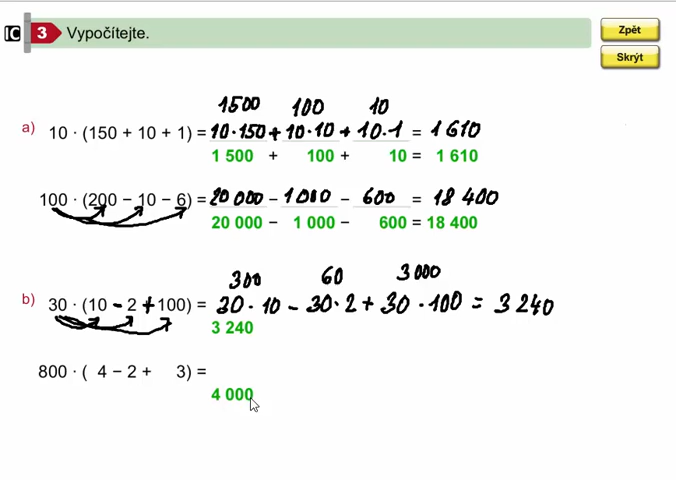 IC 3 Vypočítejte. Zpět
Skrýt
1500 100 10
a) 10 · (150 + 10 + 1) = 10·150 + 10·10 + 10·1 = 1 610
1 500 + 100 + 10 = 1 610
100 · (200 − 10 − 6) = 20 000 − 1 000 − 600 = 18 400
20 000 − 1 000 − 600 = 18 400
300 60 3 000
b) 30 · (10 - 2 + 100) = 30 · 10 − 30·2 + 30 · 100 = 3 240
3 240
800 · ( 4 − 2 + 3) =
4 000